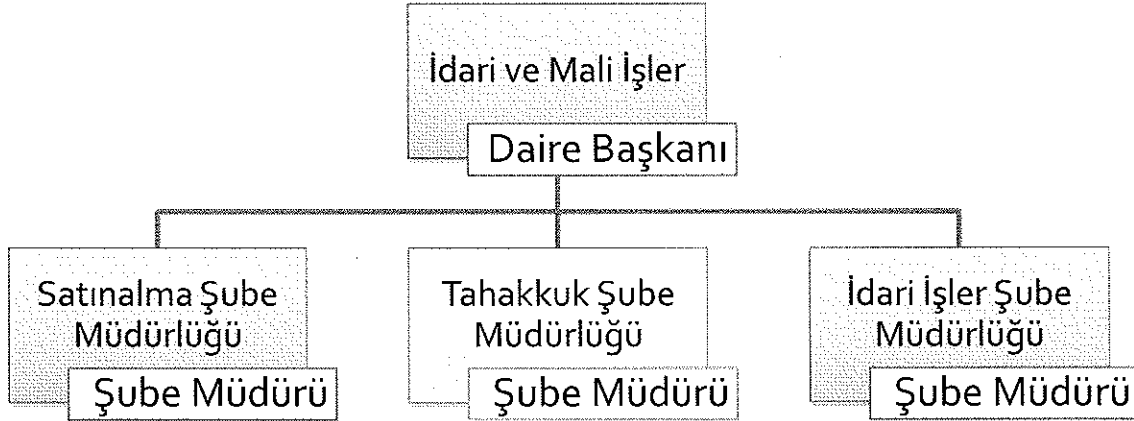 İdari ve Mali İşler
Daire Başkanı
Satınalma Şube
Müdürlüğü
Şube Müdürü
Tahakkuk Şube
Müdürlüğü
Şube Müdürü
İdari İşler Şube
Müdürlüğü
Şube Müdürü